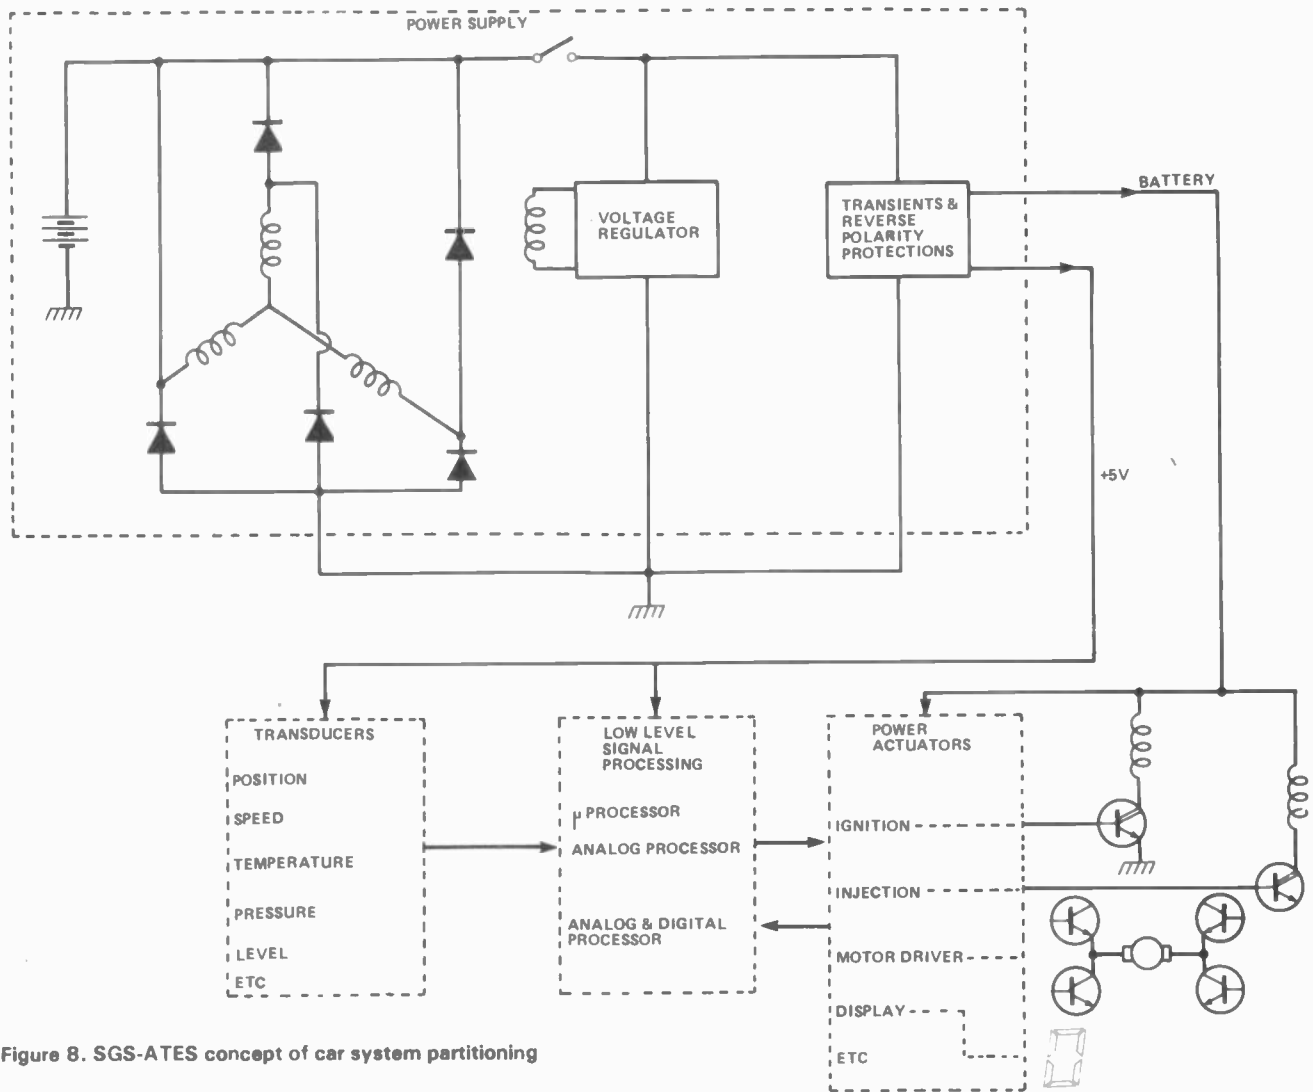 POWER SUPPLY
VOLTAGE
REGULATOR
TRANSIENTS &
REVERSE
POLARITY
PROTECTIONS
BATTERY
+5V
TRANSDUCERS
POSITION
SPEED
TEMPERATURE
PRESSURE
LEVEL
ETC
LOW LEVEL
SIGNAL
PROCESSING
μ PROCESSOR
ANALOG PROCESSOR
ANALOG & DIGITAL
PROCESSOR
POWER
ACTUATORS
IGNITION
INJECTION
MOTOR DRIVER
DISPLAY
ETC
Figure 8. SGS-ATES concept of car system partitioning